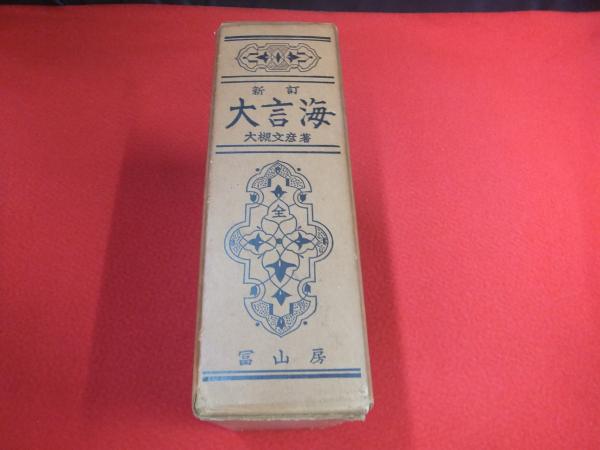 新訂
大言海
大槻文彦著
全
冨山房